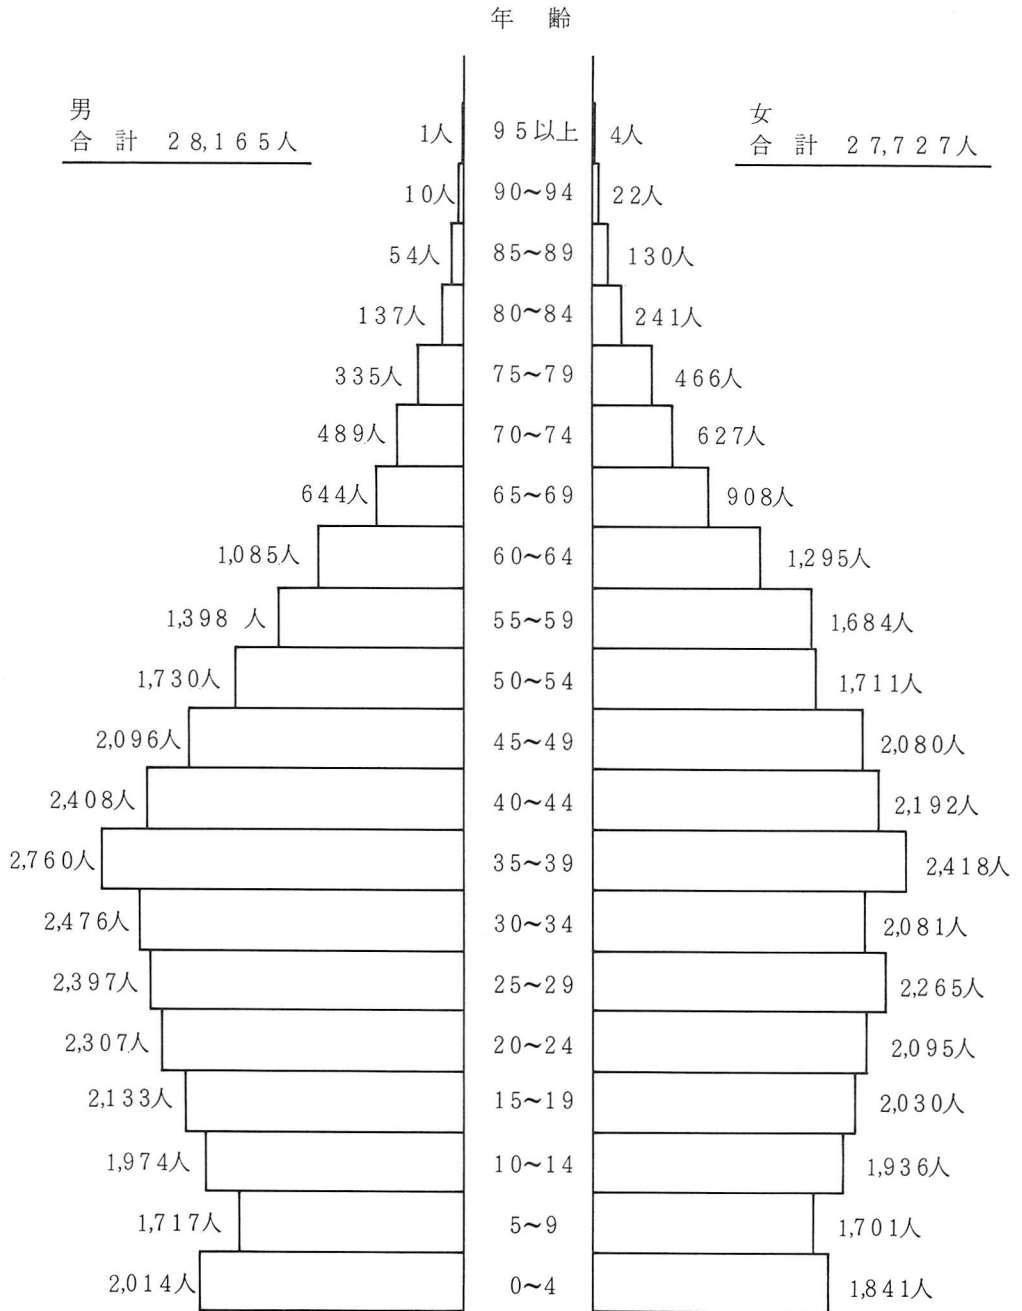 年 齢
男
合 計 28,165人
女
合 計 27,727人
1人 95以上 4人
10人 90~94 22人
54人 85~89 130人
137人 80~84 241人
335人 75~79 466人
489人 70~74 627人
644人 65~69 908人
1,085人 60~64 1,295人
1,398 人 55~59 1,684人
1,730人 50~54 1,711人
2,096人 45~49 2,080人
2,408人 40~44 2,192人
2,760人 35~39 2,418人
2,476人 30~34 2,081人
2,397人 25~29 2,265人
2,307人 20~24 2,095人
2,133人 15~19 2,030人
1,974人 10~14 1,936人
1,717人 5~9 1,701人
2,014人 0~4 1,841人